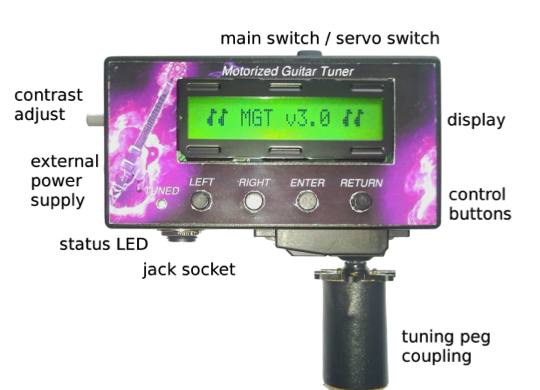 main switch / servo switch
Motorized Guitar Tuner
contrast
adjust
MGT v3.0
display
external
power
supply
TUNED
LEFT
RIGHT
ENTER
RETURN
control
buttons
status LED
jack socket
tuning peg
coupling